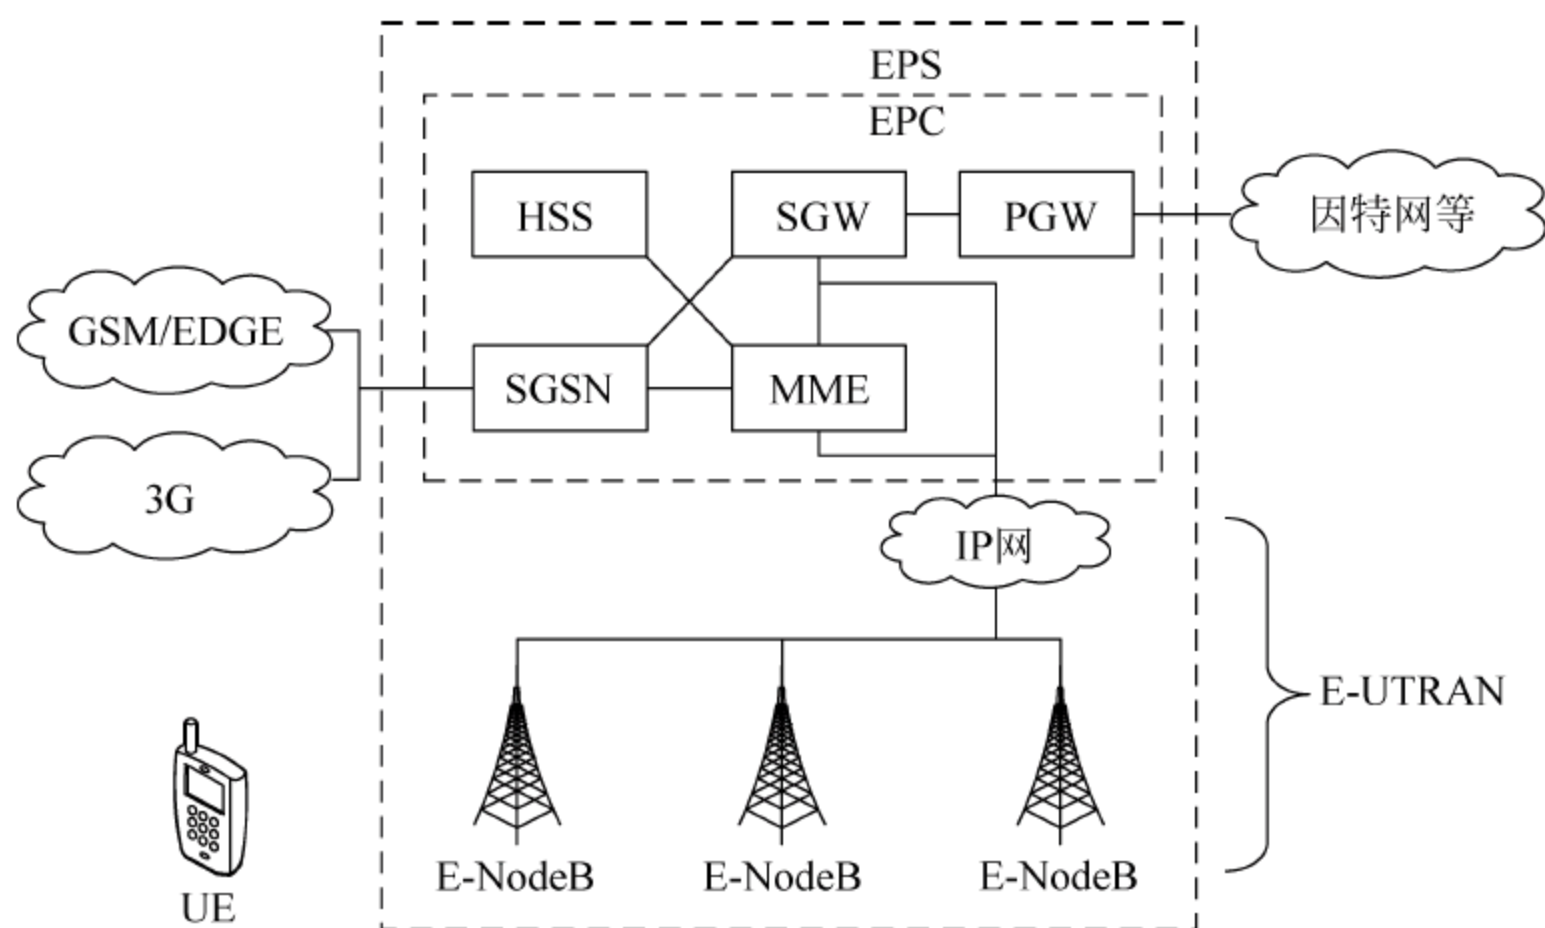 EPS
EPC
HSS
SGW
PGW
因特网等
GSM/EDGE
SGSN
MME
3G
IP网
E-UTRAN
E-NodeB
E-NodeB
E-NodeB
UE